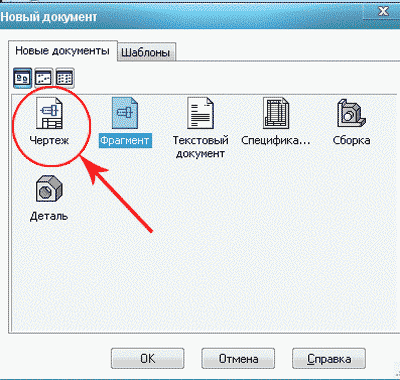 Новый документ
Новые документы Шаблоны
Чертеж Фрагмент Текстовый документ Специфика... Сборка
Деталь
OK Отмена Справка